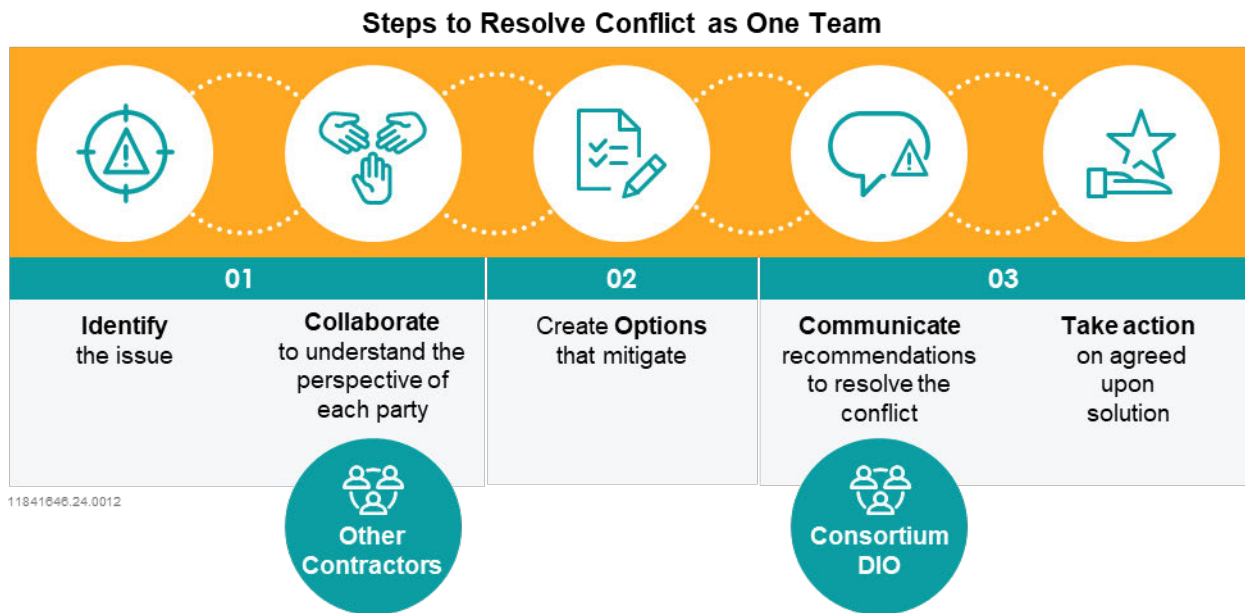 Steps to Resolve Conflict as One Team
01
Identify
the issue
Collaborate
to understand the
perspective of
each party
02
Create Options
that mitigate
03
Communicate
recommendations
to resolve the
conflict
Take action
on agreed
upon
solution
11841646.24.0012
Other
Contractors
Consortium
DIO